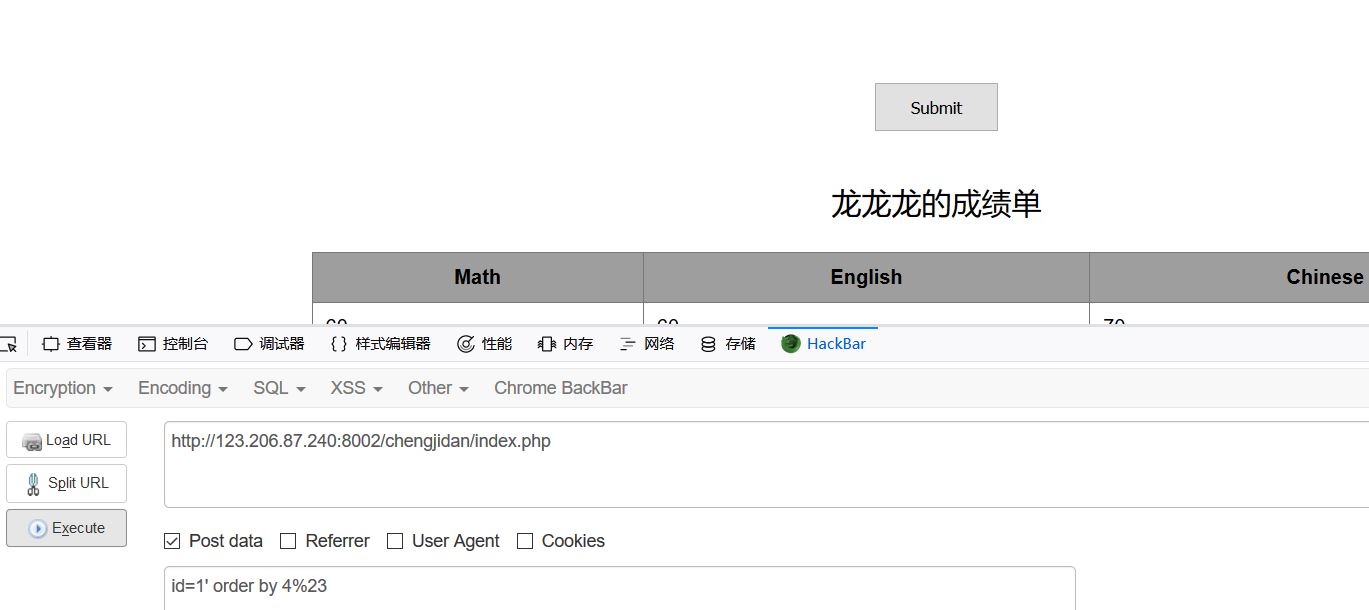 Submit
龙龙龙的成绩单
Math English Chinese
查看器 控制台 调试器 {} 样式编辑器 性能 内存 网络 存储 HackBar
Encryption Encoding SQL XSS Other Chrome BackBar
Load URL
http://123.206.87.240:8002/chengjidan/index.php
Split URL
Execute
Post data Referrer User Agent Cookies
id=1' order by 4%23